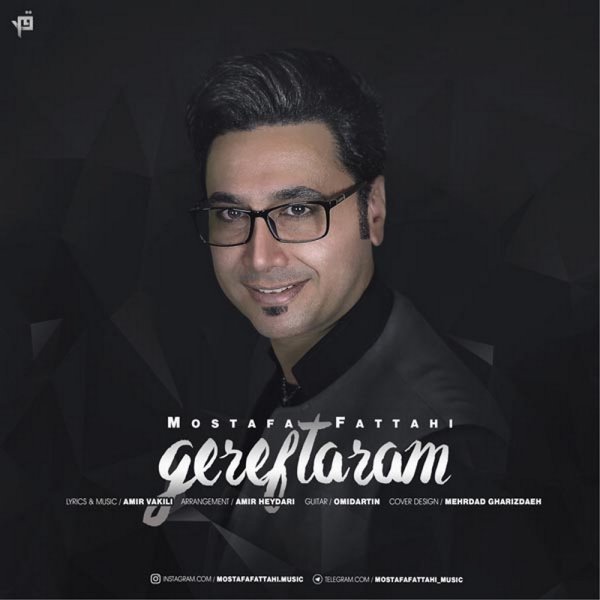 MOSTAFA FATTAHI
gereftaram
LYRICS & MUSIC / AMIR VAKILI ARRANGEMENT / AMIR HEYDARI GUITAR / OMIDARTIN COVER DESIGN / MEHRDAD GHARIZDAEH
INSTAGRAM.COM / MOSTAFAFATTAHI.MUSIC TELEGRAM.COM / MOSTAFAFATTAHI_MUSIC